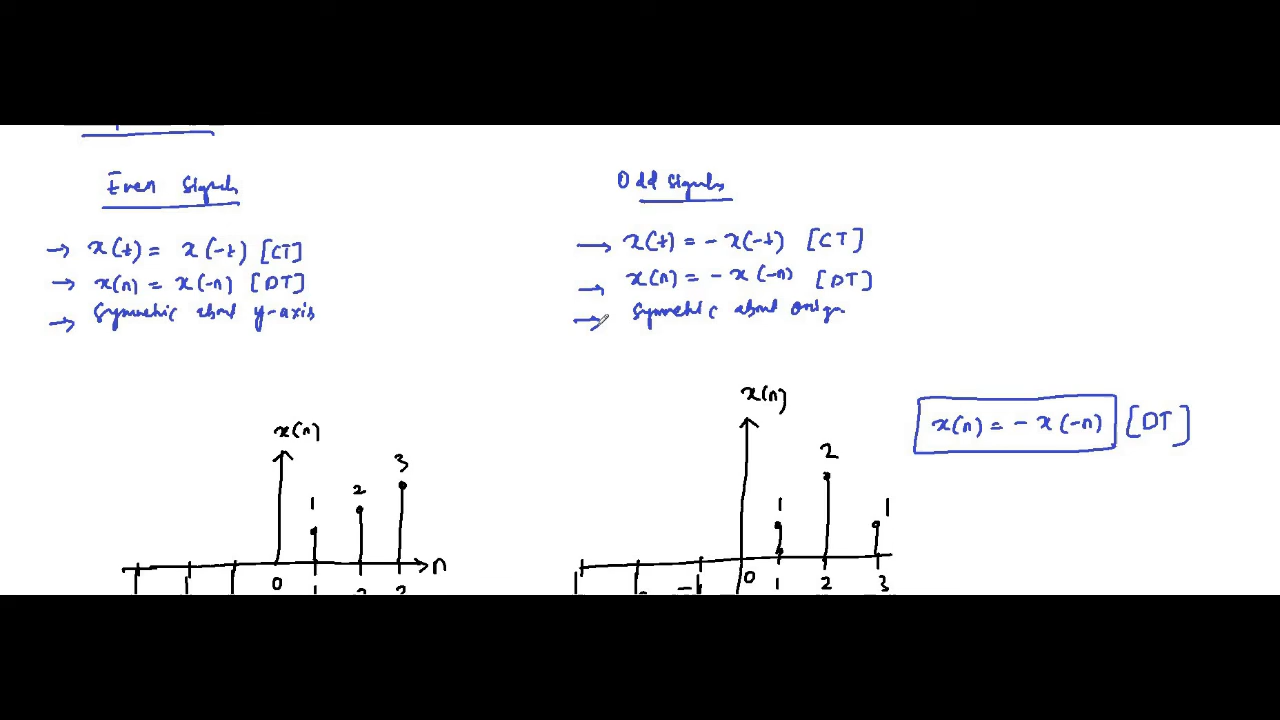 Even Signals
→ x(t) = x(-t) [CT]
→ x(n) = x(-n) [DT]
→ Symmetric about y-axis
Odd Signals
→ x(t) = - x(-t) [CT]
→ x(n) = - x(-n) [DT]
→ Symmetric about origin
x(n)
1 2 3
n
0
x(n)
1 2 1
0 1 2 3
x(n) = - x(-n) [DT]